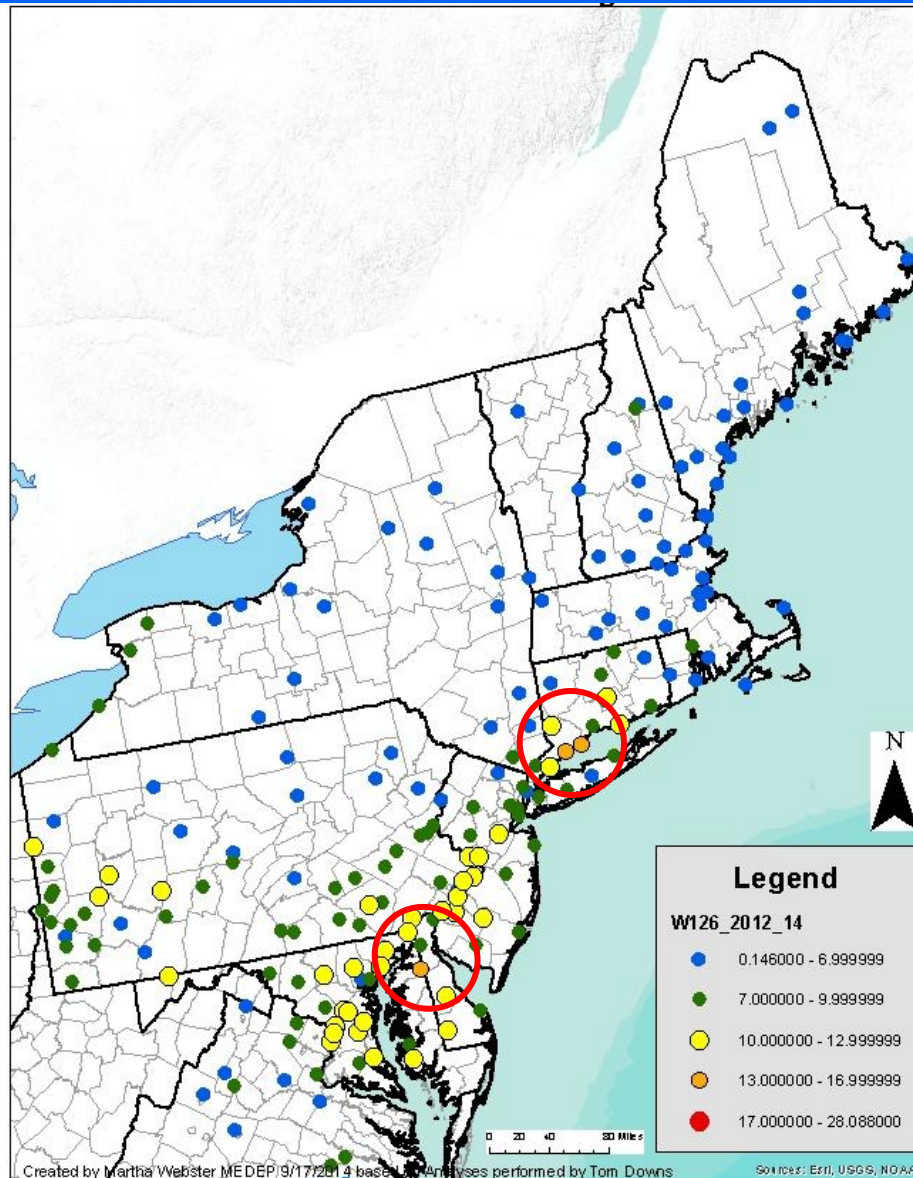 N
Legend
W126_2012_14
0.146000 - 6.999999
7.000000 - 9.999999
10.000000 - 12.999999
13.000000 - 16.999999
17.000000 - 28.088000
0 20 40 80 Miles
Created by Martha Webster MEDEP 9/17/2014 based Analyses performed by Tom Downs
Sources: Esri, USGS, NOAA